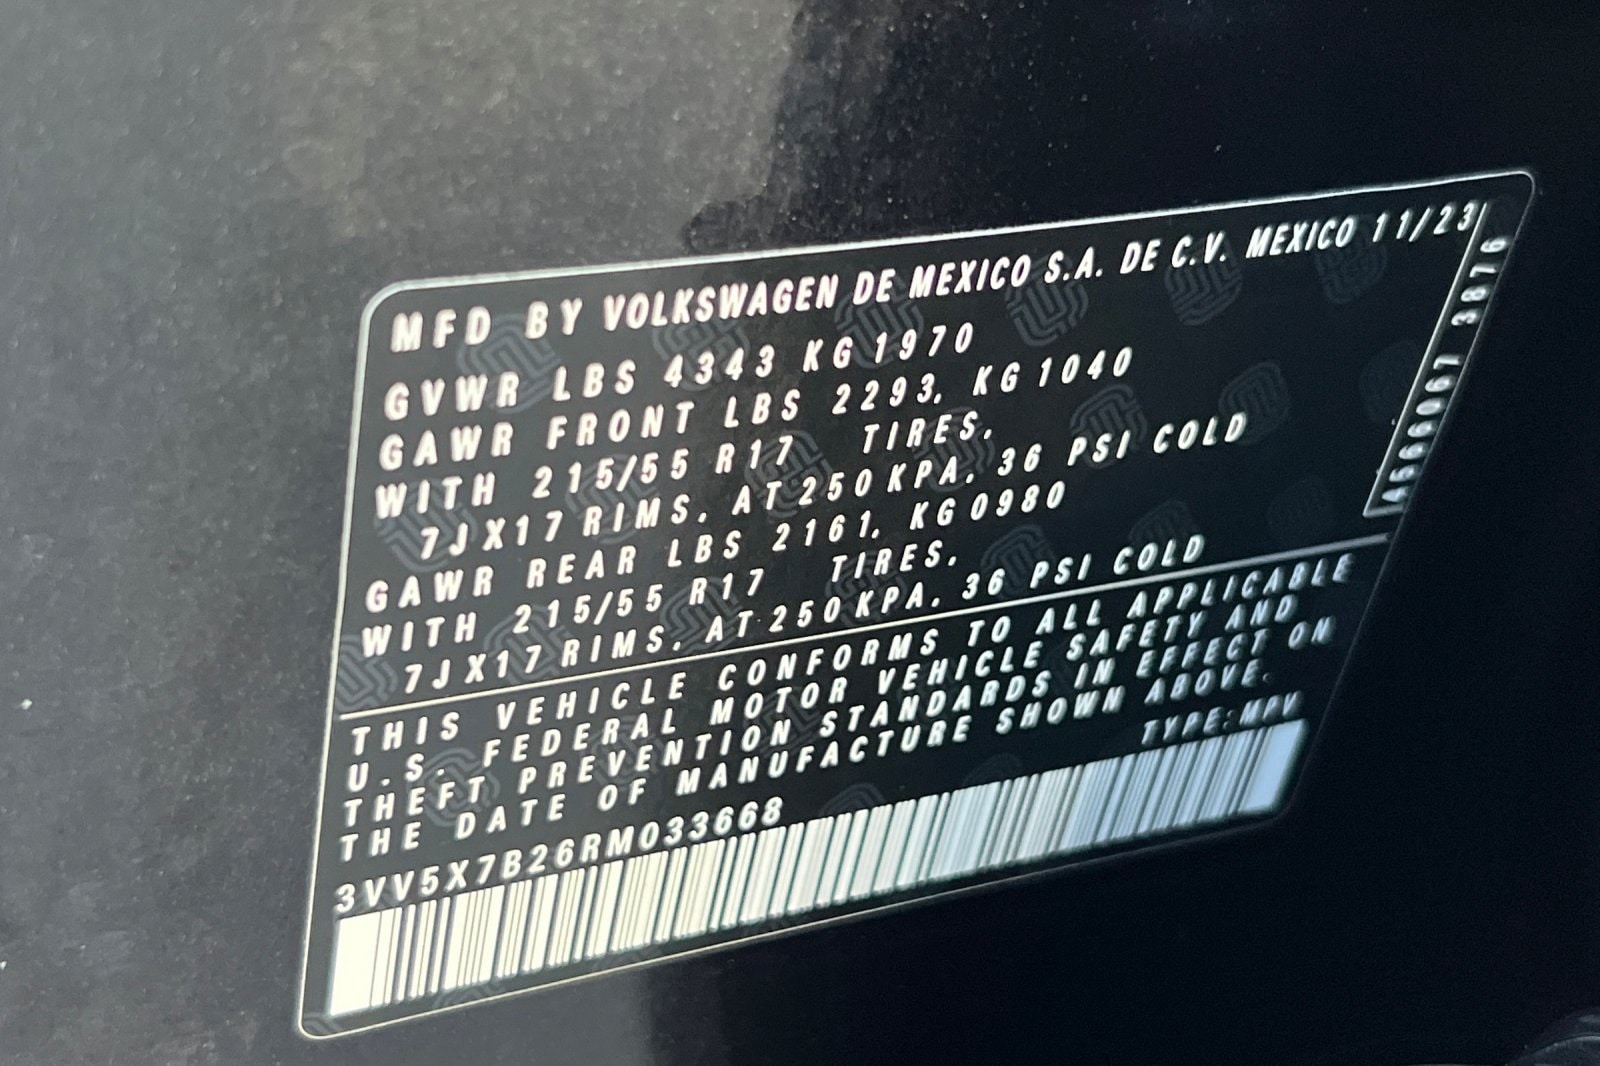 MFD BY VOLKSWAGEN DE MEXICO S.A. DE C.V. MEXICO 11/23
GVWR LBS 4343 KG 1970
GAWR FRONT LBS 2293, KG 1040
WITH 215/55 R17 TIRES,
7JX17 RIMS, AT 250 KPA, 36 PSI COLD
GAWR REAR LBS 2161, KG 0980
WITH 215/55 R17 TIRES,
7JX17 RIMS, AT 250 KPA, 36 PSI COLD
THIS VEHICLE CONFORMS TO ALL APPLICABLE
U.S. FEDERAL MOTOR VEHICLE SAFETY AND
THEFT PREVENTION STANDARDS IN EFFECT ON
THE DATE OF MANUFACTURE SHOWN ABOVE.
TYPE: MPV
3VV5X7B26RM033668
4566067 3876